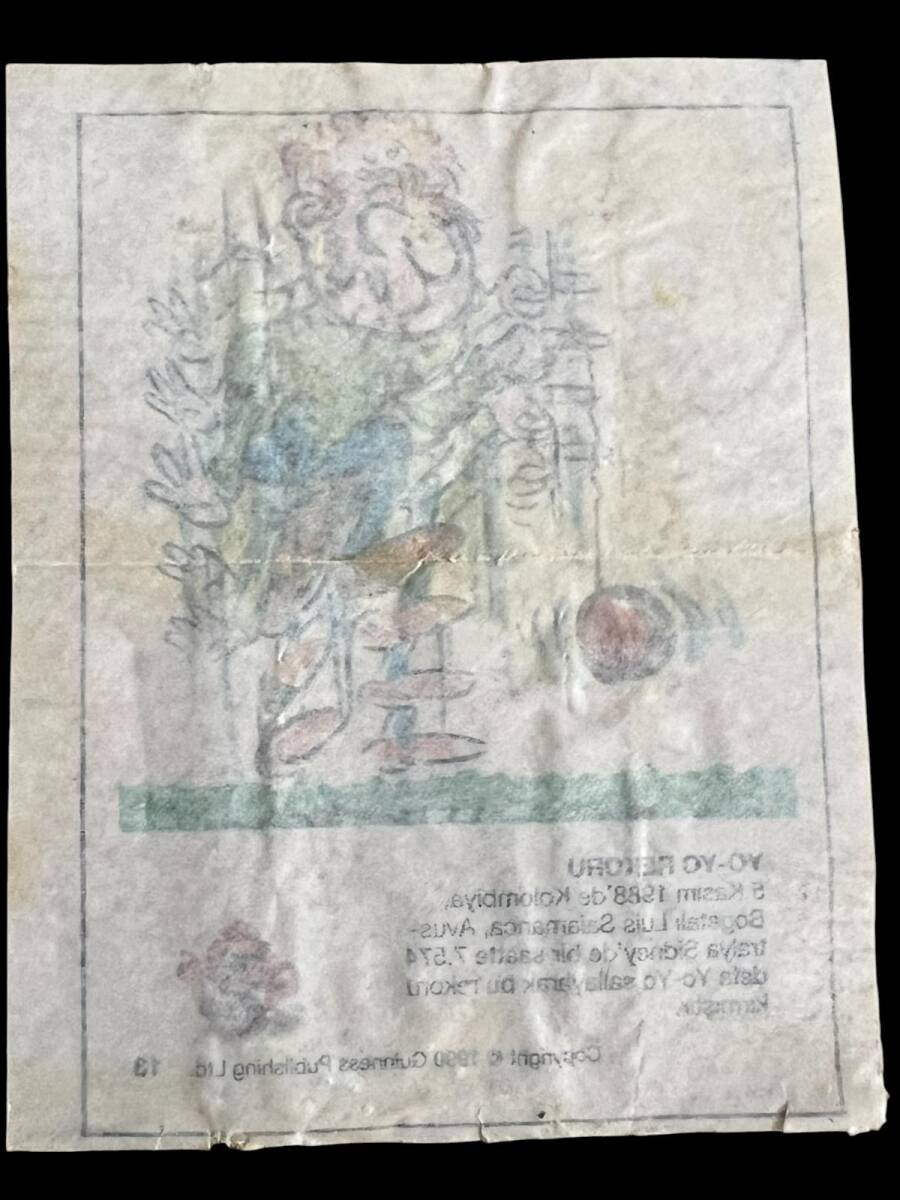 YO-YO REKORU
5 Kasım 1988'de Kolombiya,
Bogatalı Luis Salamanca, Avus-
tralya Sidney'de bir saatte 7.574
defa Yo-Yo sallayarak bu rekoru
kırmıştır.
Copyright © 1990 Guinness Publishing Ltd. 13